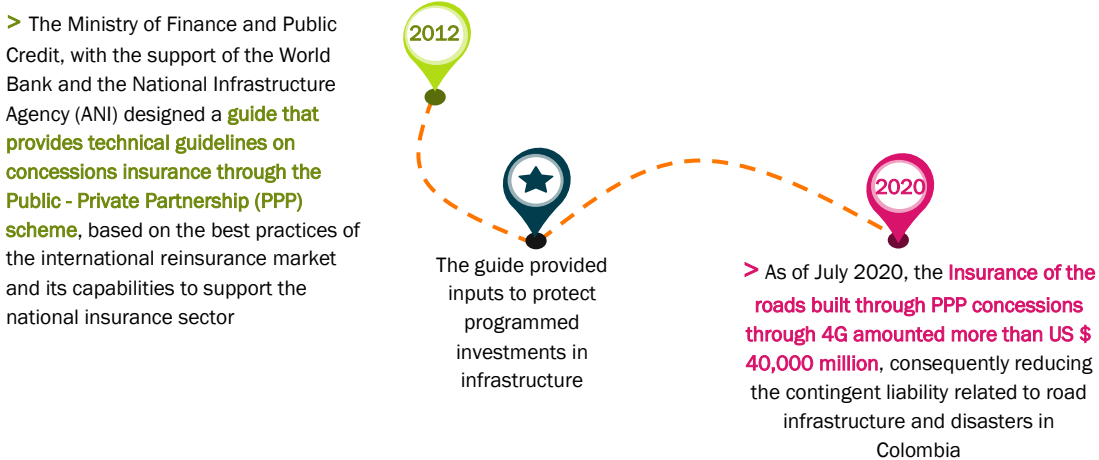 > The Ministry of Finance and Public
Credit, with the support of the World
Bank and the National Infrastructure
Agency (ANI) designed a guide that
provides technical guidelines on
concessions insurance through the
Public - Private Partnership (PPP)
scheme, based on the best practices of
the international reinsurance market
and its capabilities to support the
national insurance sector
2012
The guide provided
inputs to protect
programmed
investments in
infrastructure
2020
> As of July 2020, the Insurance of the
roads built through PPP concessions
through 4G amounted more than US $
40,000 million, consequently reducing
the contingent liability related to road
infrastructure and disasters in
Colombia